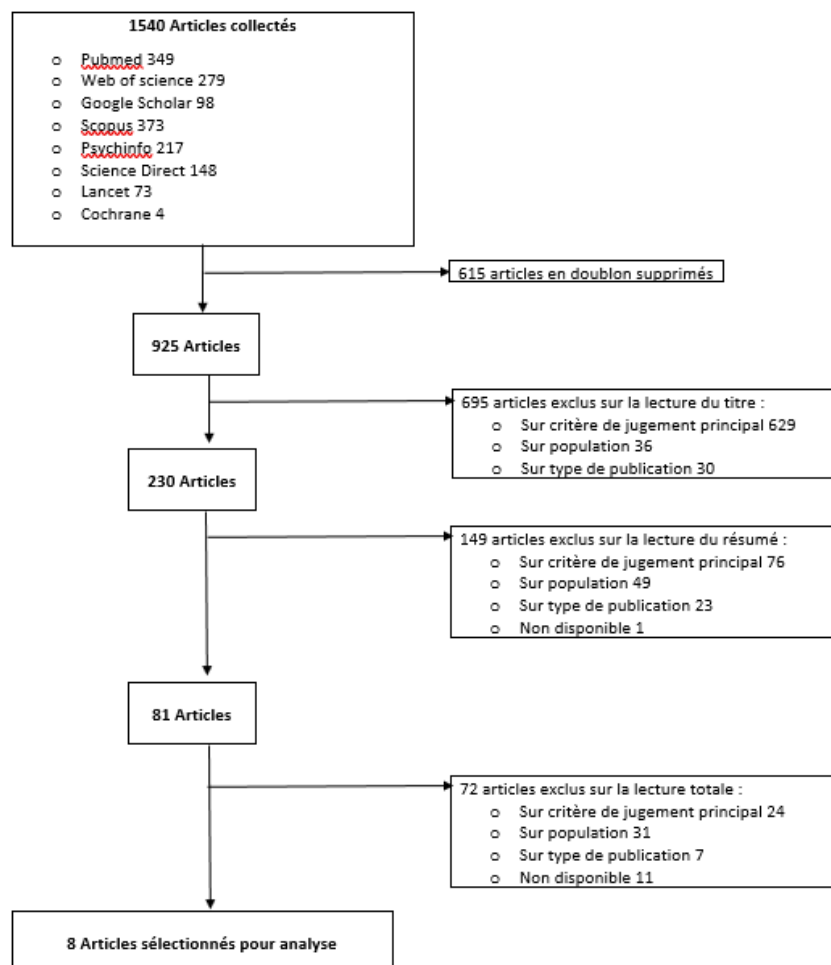 1540 Articles collectés
o Pubmed 349
o Web of science 279
o Google Scholar 98
o Scopus 373
o Psychinfo 217
o Science Direct 148
o Lancet 73
o Cochrane 4
615 articles en doublon supprimés
925 Articles
695 articles exclus sur la lecture du titre :
o Sur critère de jugement principal 629
o Sur population 36
o Sur type de publication 30
230 Articles
149 articles exclus sur la lecture du résumé :
o Sur critère de jugement principal 76
o Sur population 49
o Sur type de publication 23
o Non disponible 1
81 Articles
72 articles exclus sur la lecture totale :
o Sur critère de jugement principal 24
o Sur population 31
o Sur type de publication 7
o Non disponible 11
8 Articles sélectionnés pour analyse